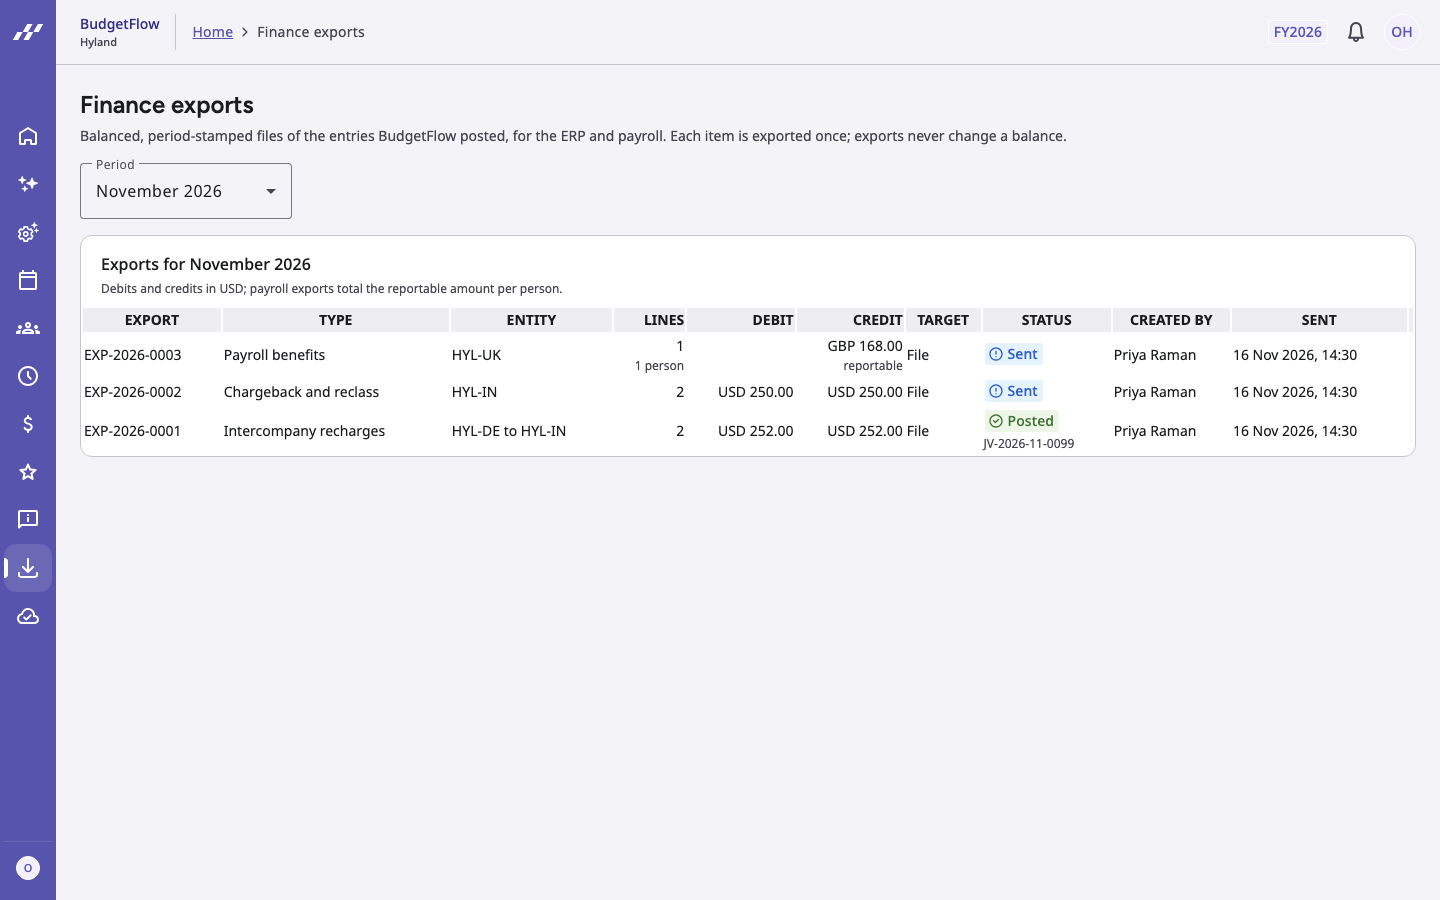 BudgetFlow
Hyland
Home > Finance exports
FY2026
OH
Finance exports
Balanced, period-stamped files of the entries BudgetFlow posted, for the ERP and payroll. Each item is exported once; exports never change a balance.
Period
November 2026
Exports for November 2026
Debits and credits in USD; payroll exports total the reportable amount per person.
EXPORT TYPE ENTITY LINES DEBIT CREDIT TARGET STATUS CREATED BY SENT
EXP-2026-0003 Payroll benefits HYL-UK 1 GBP 168.00 File Sent Priya Raman 16 Nov 2026, 14:30
1 person reportable
EXP-2026-0002 Chargeback and reclass HYL-IN 2 USD 250.00 USD 250.00 File Sent Priya Raman 16 Nov 2026, 14:30
EXP-2026-0001 Intercompany recharges HYL-DE to HYL-IN 2 USD 252.00 USD 252.00 File Posted Priya Raman 16 Nov 2026, 14:30
JV-2026-11-0099
O